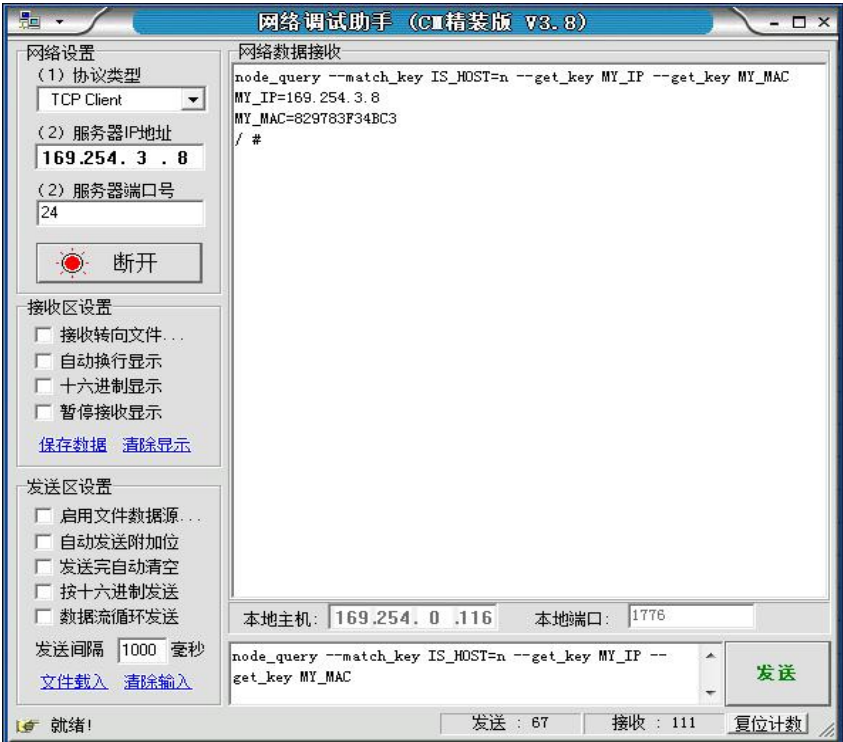 网络调试助手 (CⅢ精装版 V3.8)
网络设置
(1) 协议类型
TCP Client
(2) 服务器IP地址
169.254. 3 . 8
(2) 服务器端口号
24
断开
接收区设置
接收转向文件...
自动换行显示
十六进制显示
暂停接收显示
保存数据 清除显示
发送区设置
启用文件数据源...
自动发送附加位
发送完自动清空
按十六进制发送
数据流循环发送
发送间隔 1000 毫秒
文件载入 清除输入
网络数据接收
node_query --match_key IS_HOST=n --get_key MY_IP --get_key MY_MAC
MY_IP=169.254.3.8
MY_MAC=829783F34BC3
/ #
本地主机: 169.254. 0 .116 本地端口: 1776
node_query --match_key IS_HOST=n --get_key MY_IP --
get_key MY_MAC
发送
就绪! 发送 : 67 接收 : 111 复位计数